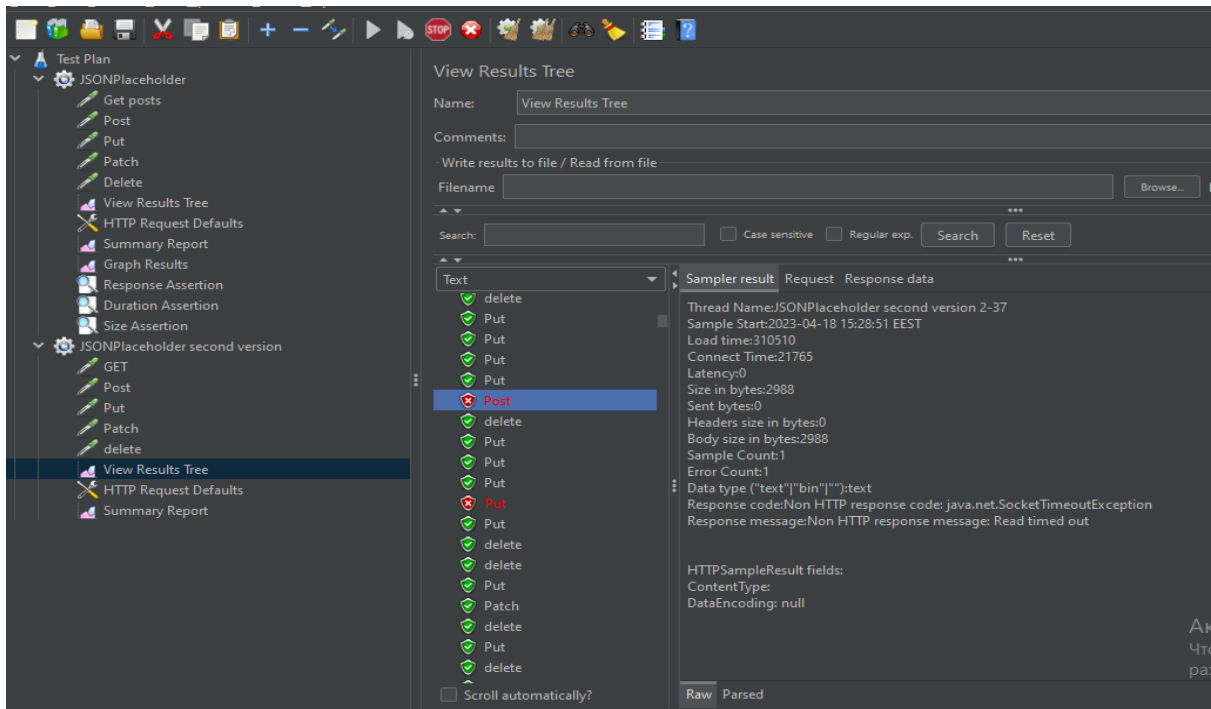 Test Plan
JSONPlaceholder
Get posts
Post
Put
Patch
Delete
View Results Tree
HTTP Request Defaults
Summary Report
Graph Results
Response Assertion
Duration Assertion
Size Assertion
JSONPlaceholder second version
GET
Post
Put
Patch
delete
View Results Tree
HTTP Request Defaults
Summary Report
STOP
View Results Tree
Name: View Results Tree
Comments:
Write results to file / Read from file
Filename Browse...
Search: Case sensitive Regular exp. Search Reset
Text
delete
Put
Put
Put
Put
Post
delete
Put
Put
Put
Put
Put
delete
delete
Put
Patch
delete
Put
delete
Scroll automatically?
Sampler result Request Response data
Thread Name:JSONPlaceholder second version 2-37
Sample Start:2023-04-18 15:28:51 EEST
Load time:310510
Connect Time:21765
Latency:0
Size in bytes:2988
Sent bytes:0
Headers size in bytes:0
Body size in bytes:2988
Sample Count:1
Error Count:1
Data type ("text"|"bin"|""):text
Response code:Non HTTP response code: java.net.SocketTimeoutException
Response message:Non HTTP response message: Read timed out
HTTPSampleResult fields:
ContentType:
DataEncoding: null
Raw Parsed